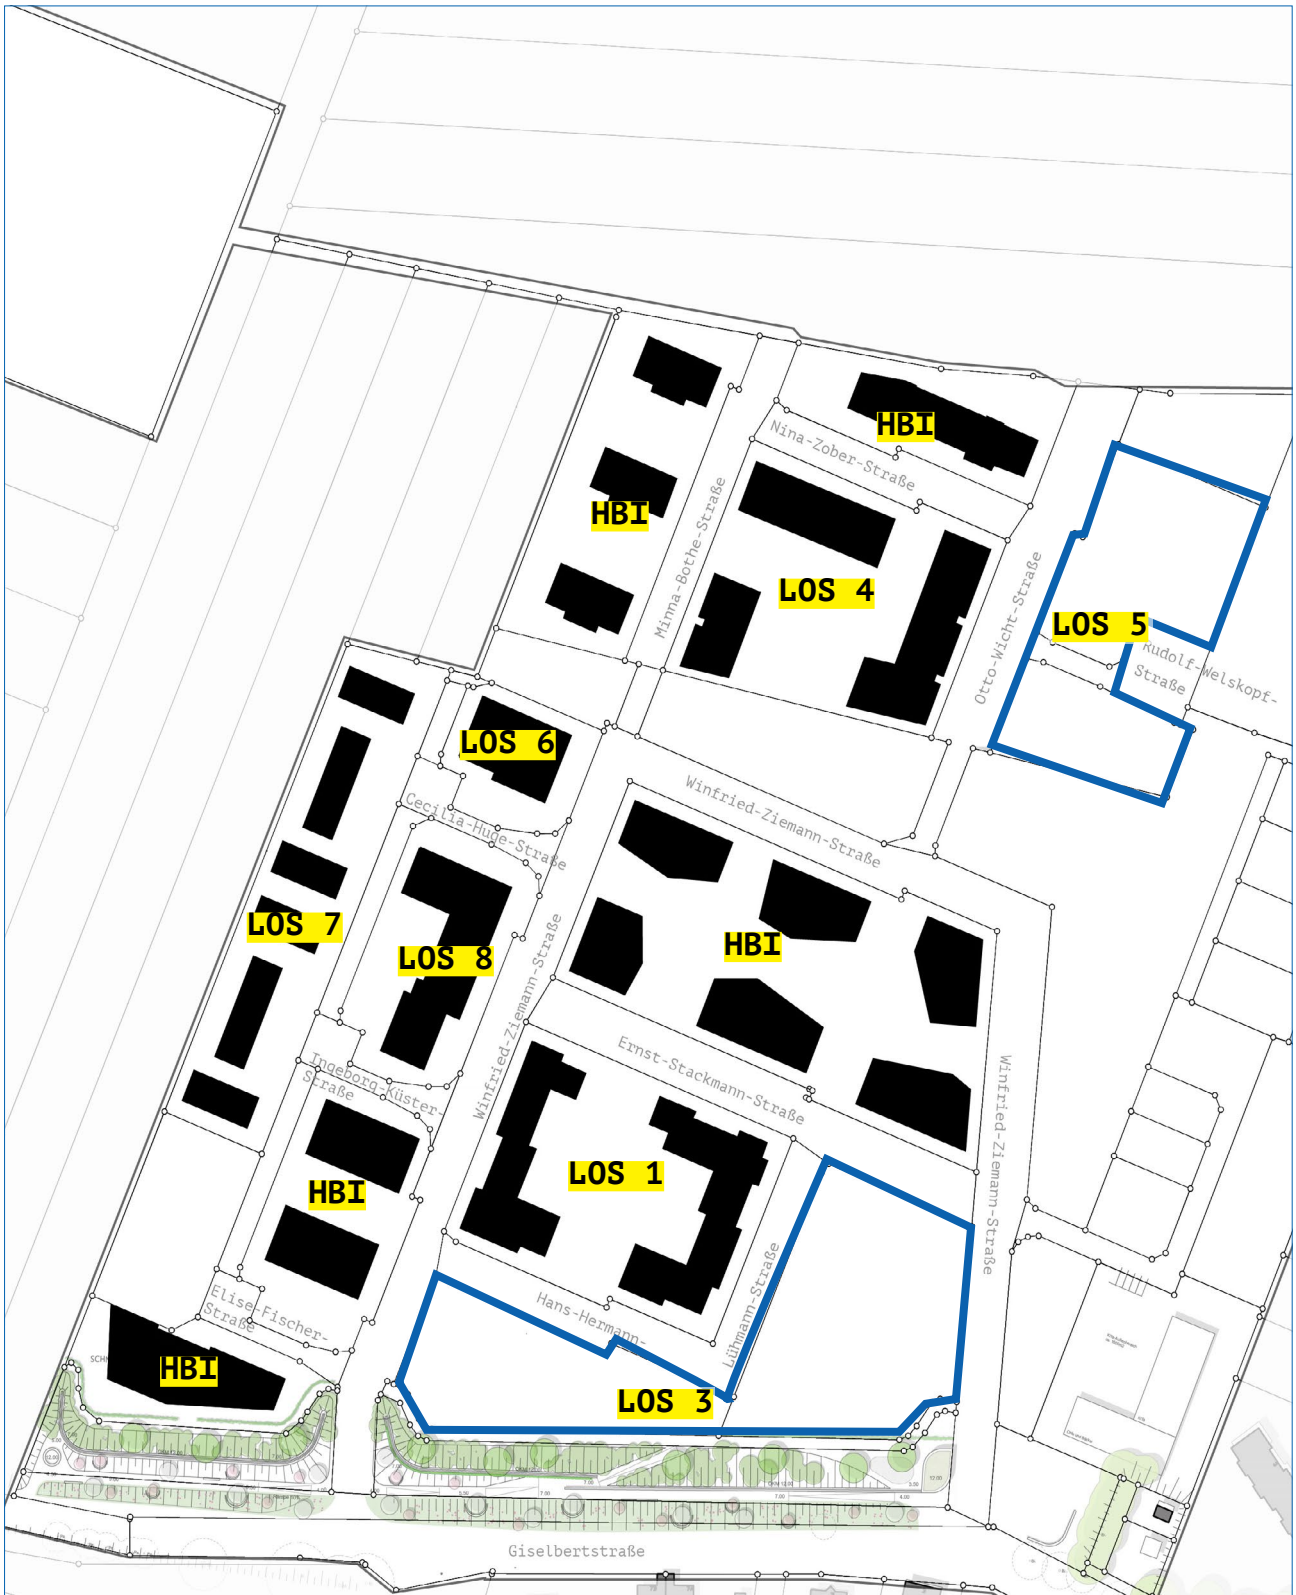 HBI
Nina-Zober-Straße
HBI
Minna-Bothe-Straße
LOS 4
Otto-Wicht-Straße
LOS 5
Rudolf-Welskopf-
Straße
LOS 6
Winfried-Ziemann-Straße
Cecilia-Huge-Straße
LOS 7
LOS 8
HBI
Winfried-Ziemann-Straße
Ernst-Stackmann-Straße
Ingeborg-Küster-
Straße
Winfried-Ziemann-Straße
LOS 1
HBI
Elise-Fischer-
Straße
Hans-Hermann-
Lühmann-Straße
HBI
LOS 3
Giselbertstraße